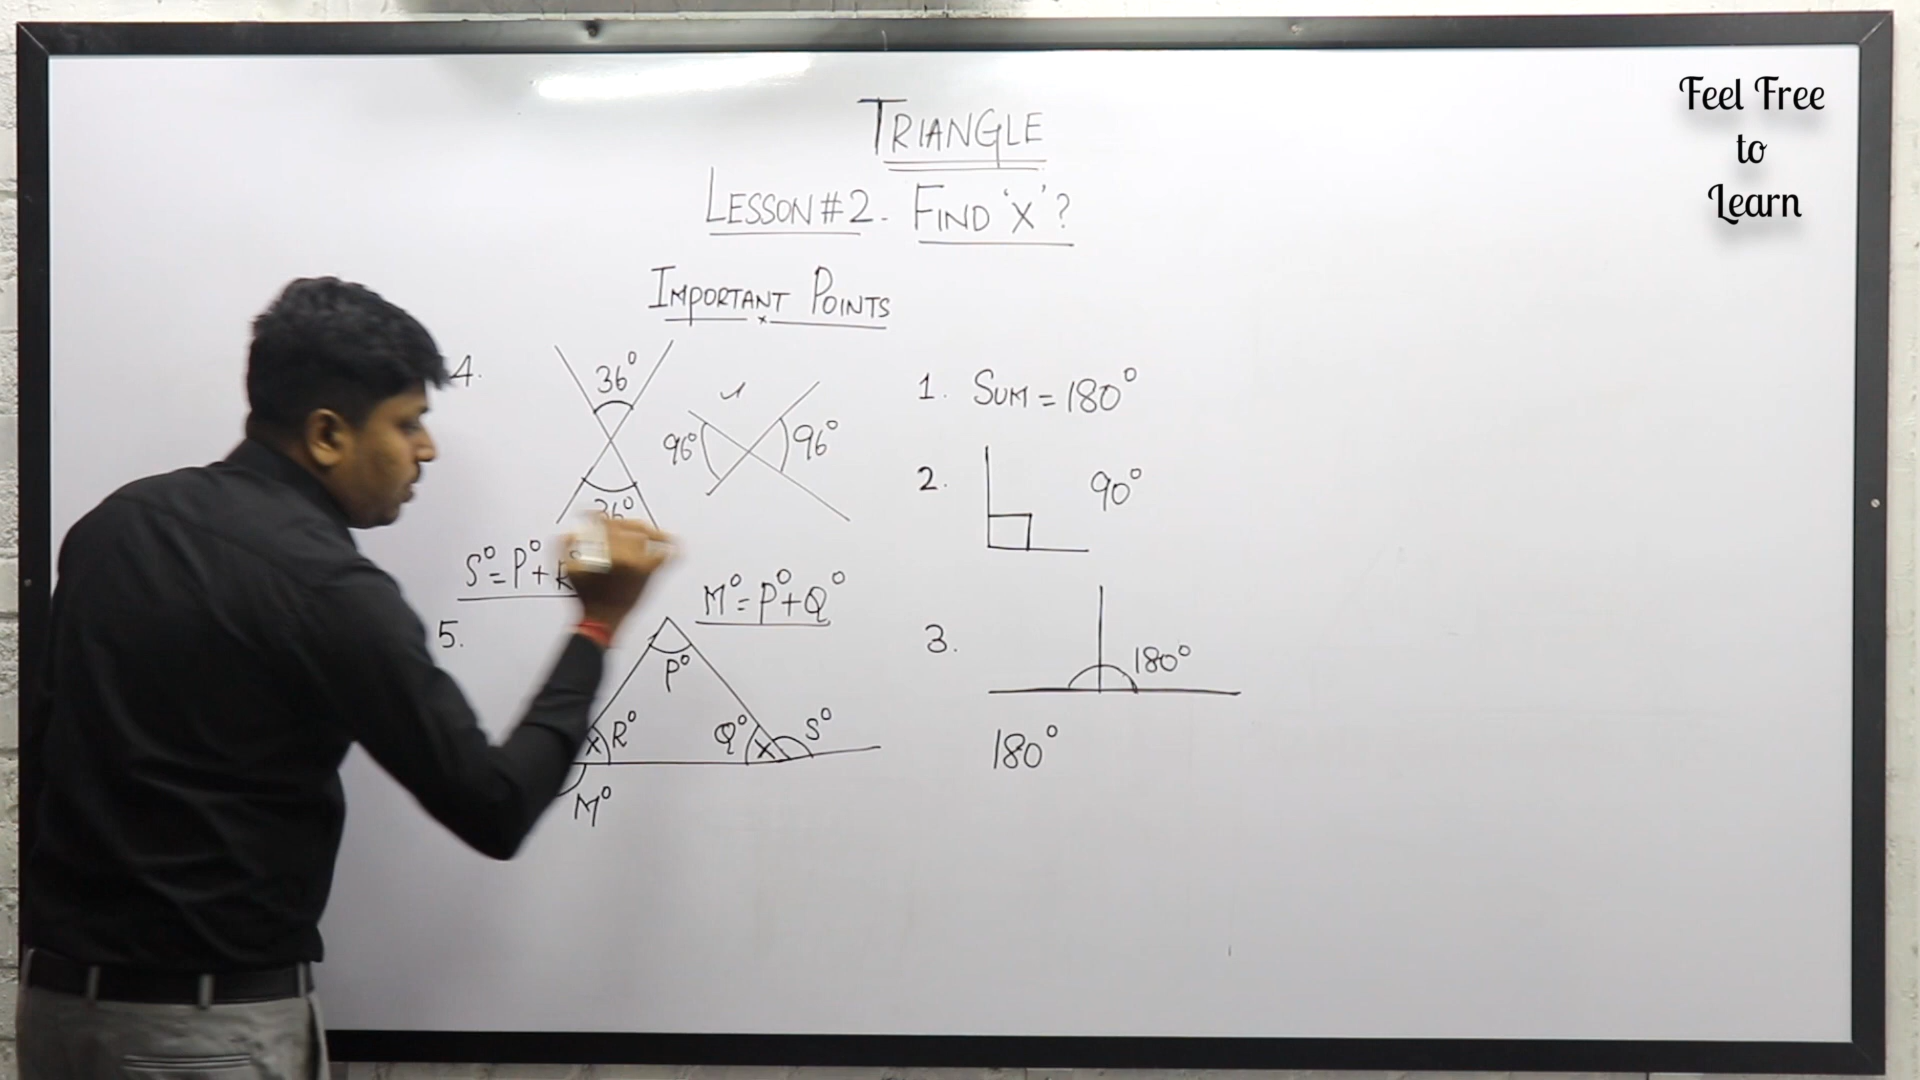 Feel Free
to
Learn
TRIANGLE
LESSON#2. FIND 'X'?
IMPORTANT POINTS
4.
36°
96° 96°
36°
S°=P°+R°
M°=P°+Q°
5.
P°
X R° Q° X S°
M°
1. SUM=180°
2. 90°
3. 180°
180°